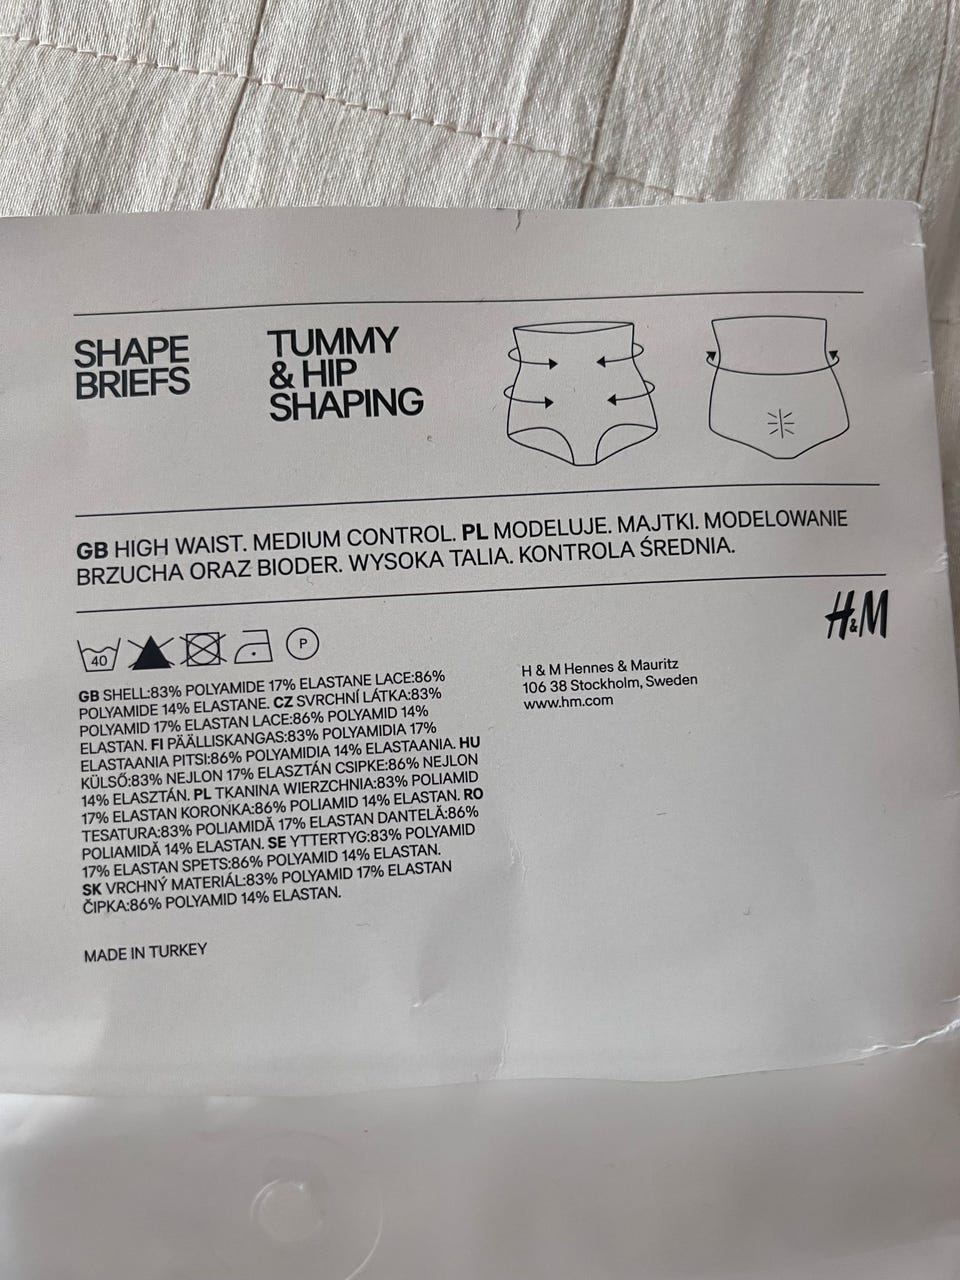 SHAPE
BRIEFS
TUMMY
& HIP
SHAPING
GB HIGH WAIST. MEDIUM CONTROL. PL MODELUJE. MAJTKI. MODELOWANIE
BRZUCHA ORAZ BIODER. WYSOKA TALIA. KONTROLA ŚREDNIA.
H&M
40
P
GB SHELL:83% POLYAMIDE 17% ELASTANE LACE:86%
POLYAMIDE 14% ELASTANE. CZ SVRCHNÍ LÁTKA:83%
POLYAMID 17% ELASTAN LACE:86% POLYAMID 14%
ELASTAN. FI PÄÄLLISKANGAS:83% POLYAMIDIA 17%
ELASTAANIA PITSI:86% POLYAMIDIA 14% ELASTAANIA. HU
KÜLSŐ:83% NEJLON 17% ELASZTÁN CSIPKE:86% NEJLON
14% ELASZTÁN. PL TKANINA WIERZCHNIA:83% POLIAMID
17% ELASTAN KORONKA:86% POLIAMID 14% ELASTAN. RO
TESATURA:83% POLIAMIDĂ 17% ELASTAN DANTELĂ:86%
POLIAMIDĂ 14% ELASTAN. SE YTTERTYG:83% POLYAMID
17% ELASTAN SPETS:86% POLYAMID 14% ELASTAN.
SK VRCHNÝ MATERIÁL:83% POLYAMID 17% ELASTAN
ČIPKA:86% POLYAMID 14% ELASTAN.
H & M Hennes & Mauritz
106 38 Stockholm, Sweden
www.hm.com
MADE IN TURKEY